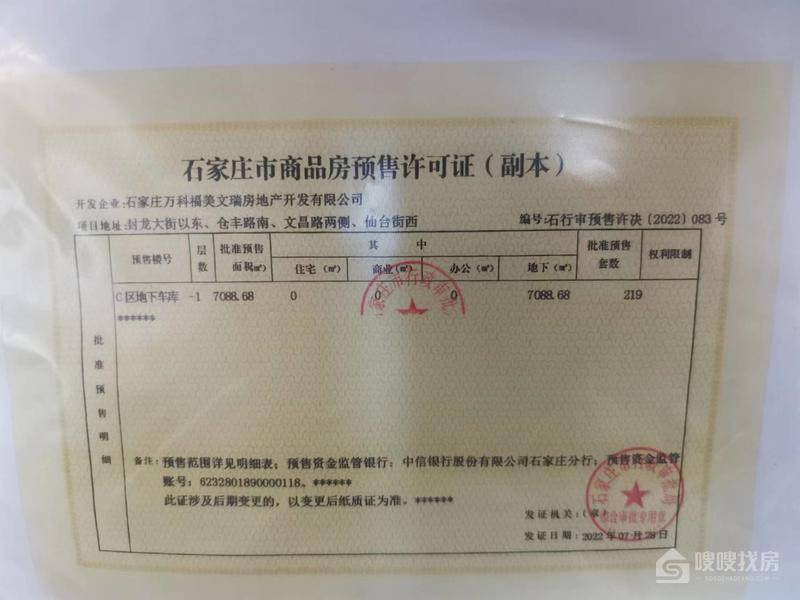 石家庄市商品房预售许可证（副本）
开发企业:石家庄万科福美文瑞房地产开发有限公司
项目地址:封龙大街以东、仓丰路南、文昌路两侧、仙台街西
编号:石行审预售许决〔2022〕083号
预售楼号 层数 批准预售面积(㎡) 其中 批准预售套数 权利限制
住宅(㎡) 商业(㎡) 办公(㎡) 地下(㎡)
C区地下车库 -1 7088.68 0 0 0 7088.68 219
******
批准预售明细
备注: 预售范围详见明细表; 预售资金监管银行: 中信银行股份有限公司石家庄分行; 预售资金监管
账号:6232801890000118。******
此证涉及后期变更的,以变更后纸质证为准。******
发证机关:(章)
发证日期:2022年07月28日
嗖嗖找房